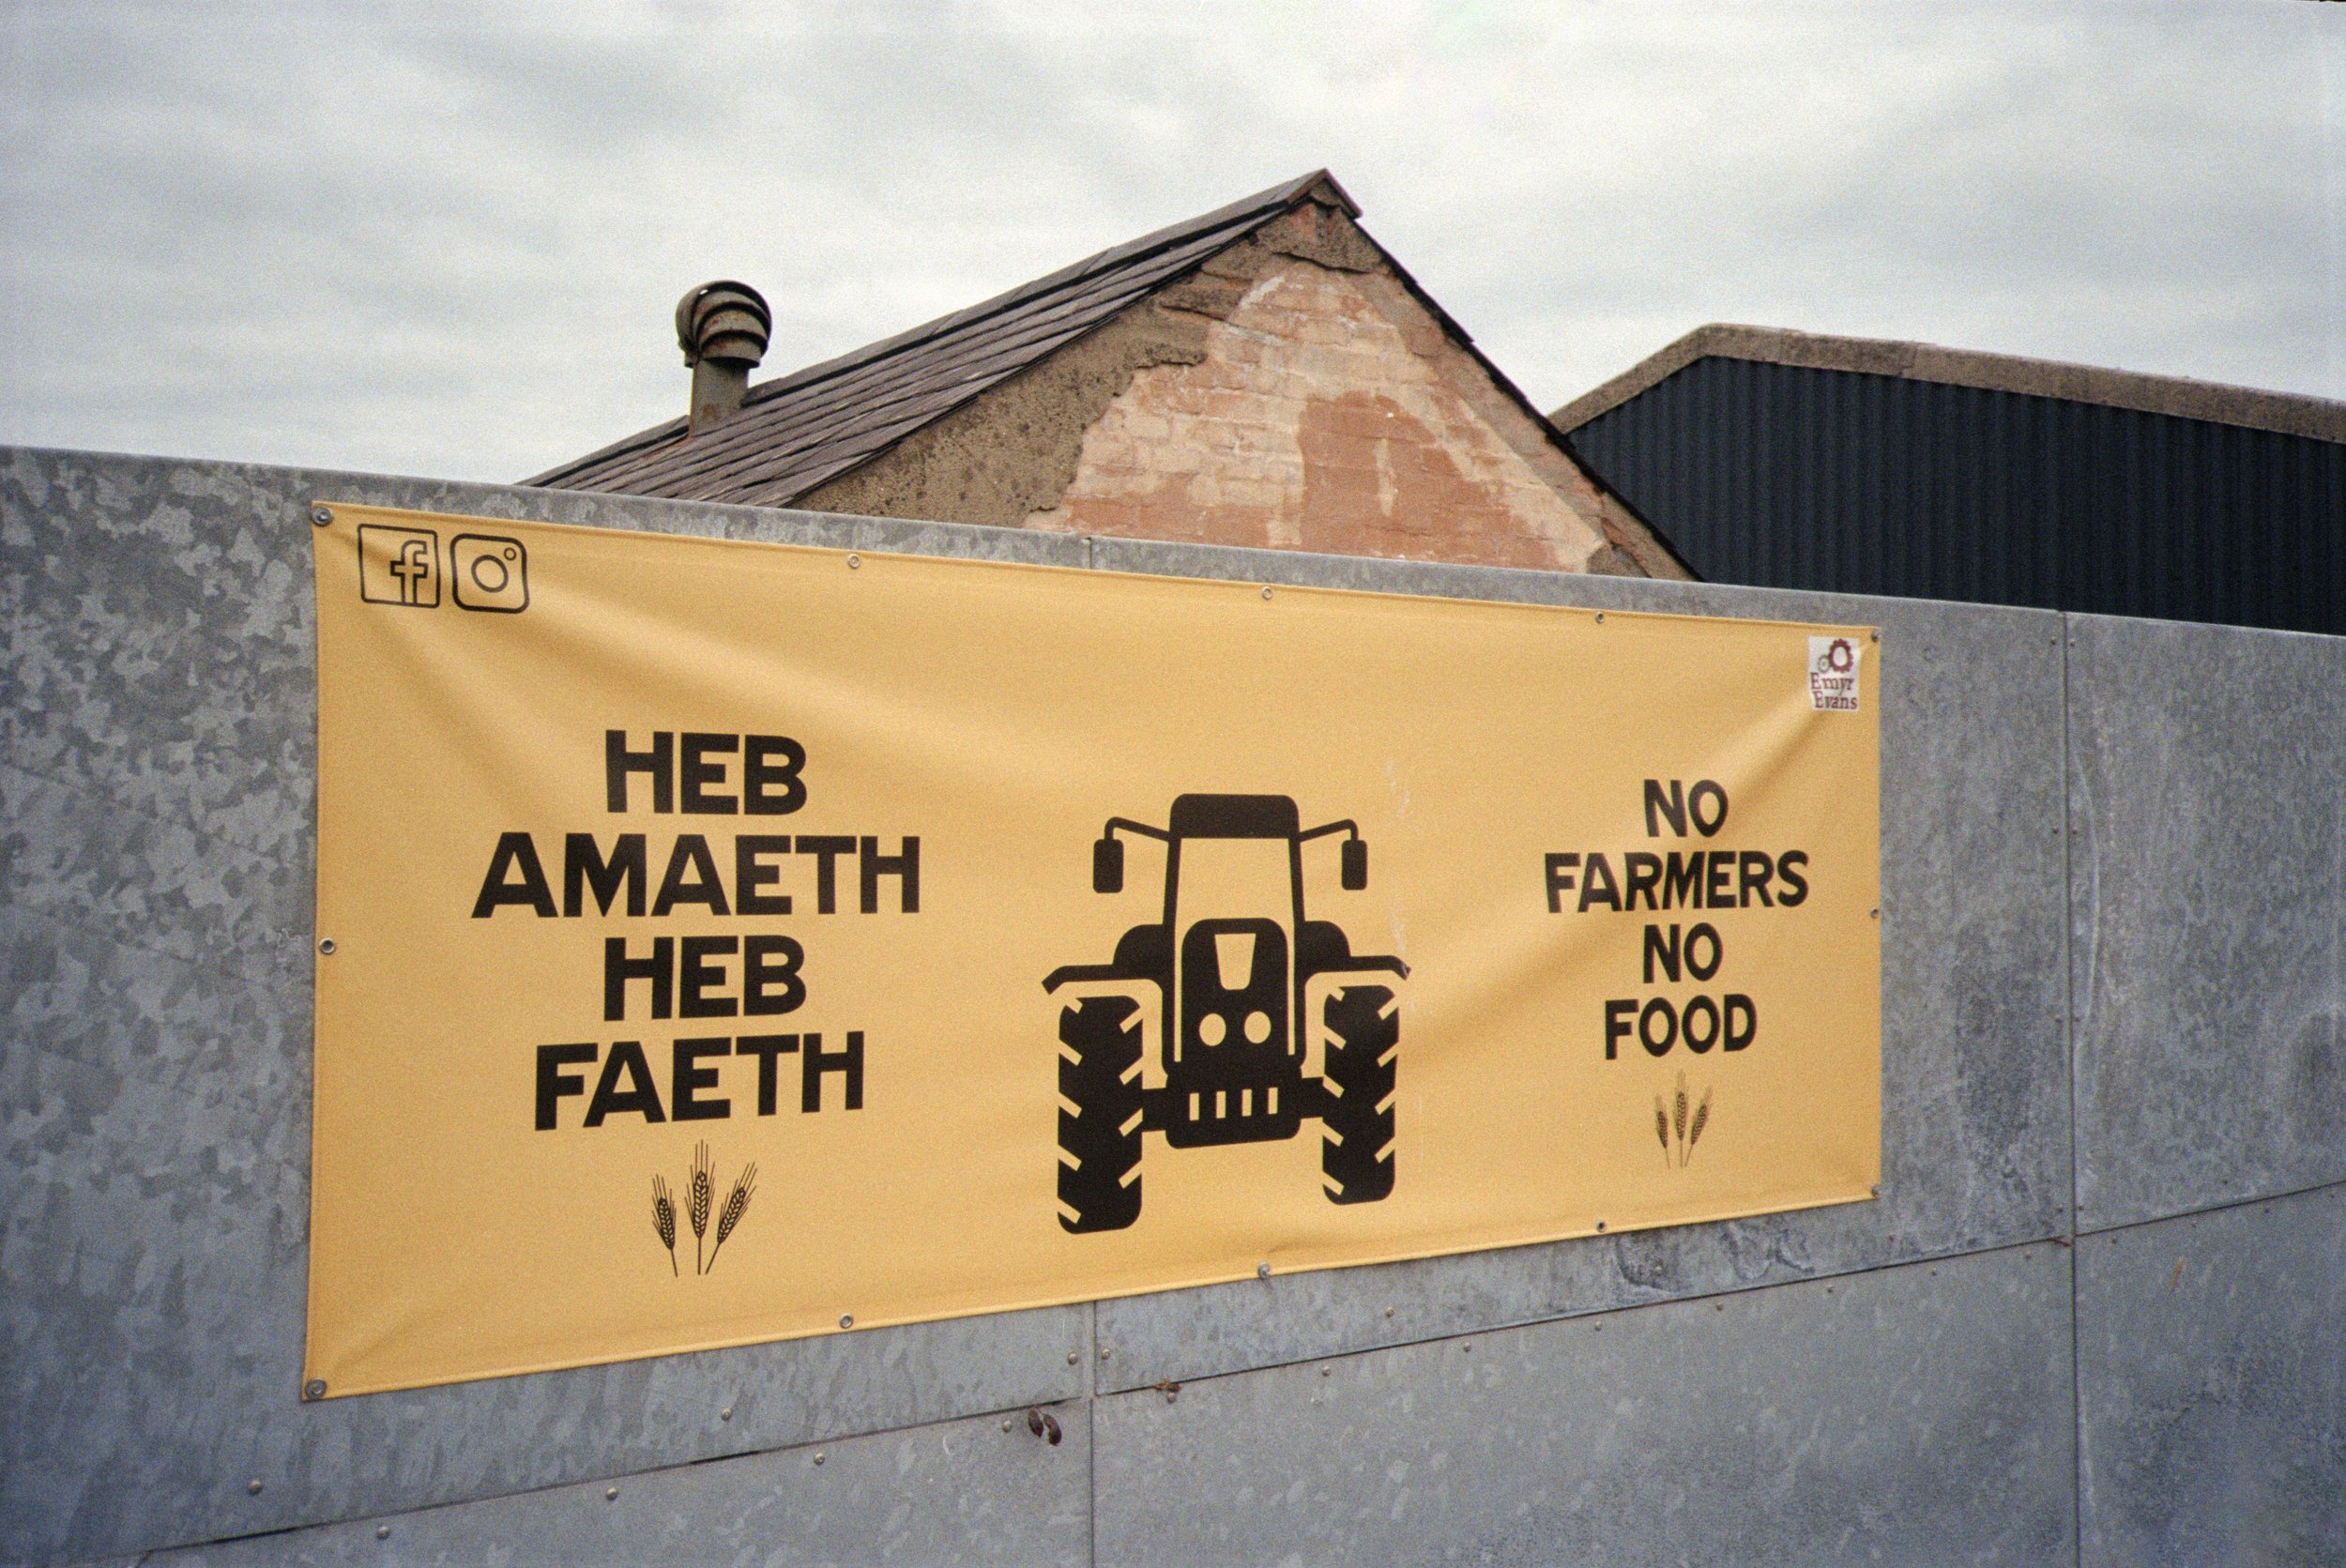 HEB
AMAETH
HEB
FAETH
NO
FARMERS
NO
FOOD
Emyr
Evans